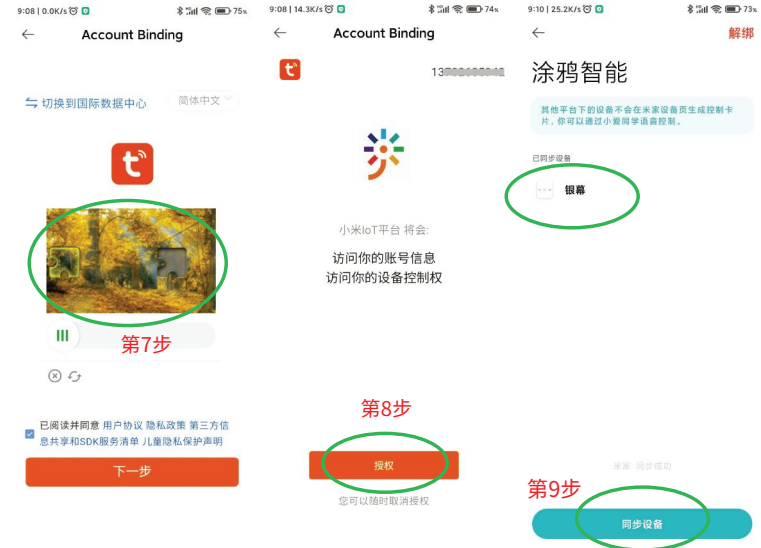 9:08 | 0.0K/s
75%
Account Binding
切换到国际数据中心
简体中文
第7步
已阅读并同意 用户协议 隐私政策 第三方信
息共享和SDK服务清单 儿童隐私保护声明
下一步
9:08 | 14.3K/s
74%
Account Binding
小米IoT平台 将会:
访问你的账号信息
访问你的设备控制权
第8步
授权
您可以随时取消授权
9:10 | 25.2K/s
73%
解绑
涂鸦智能
其他平台下的设备不会在米家设备页生成控制卡
片,你可以通过小爱同学语音控制。
已同步设备
银幕
米家: 同步成功
第9步
同步设备